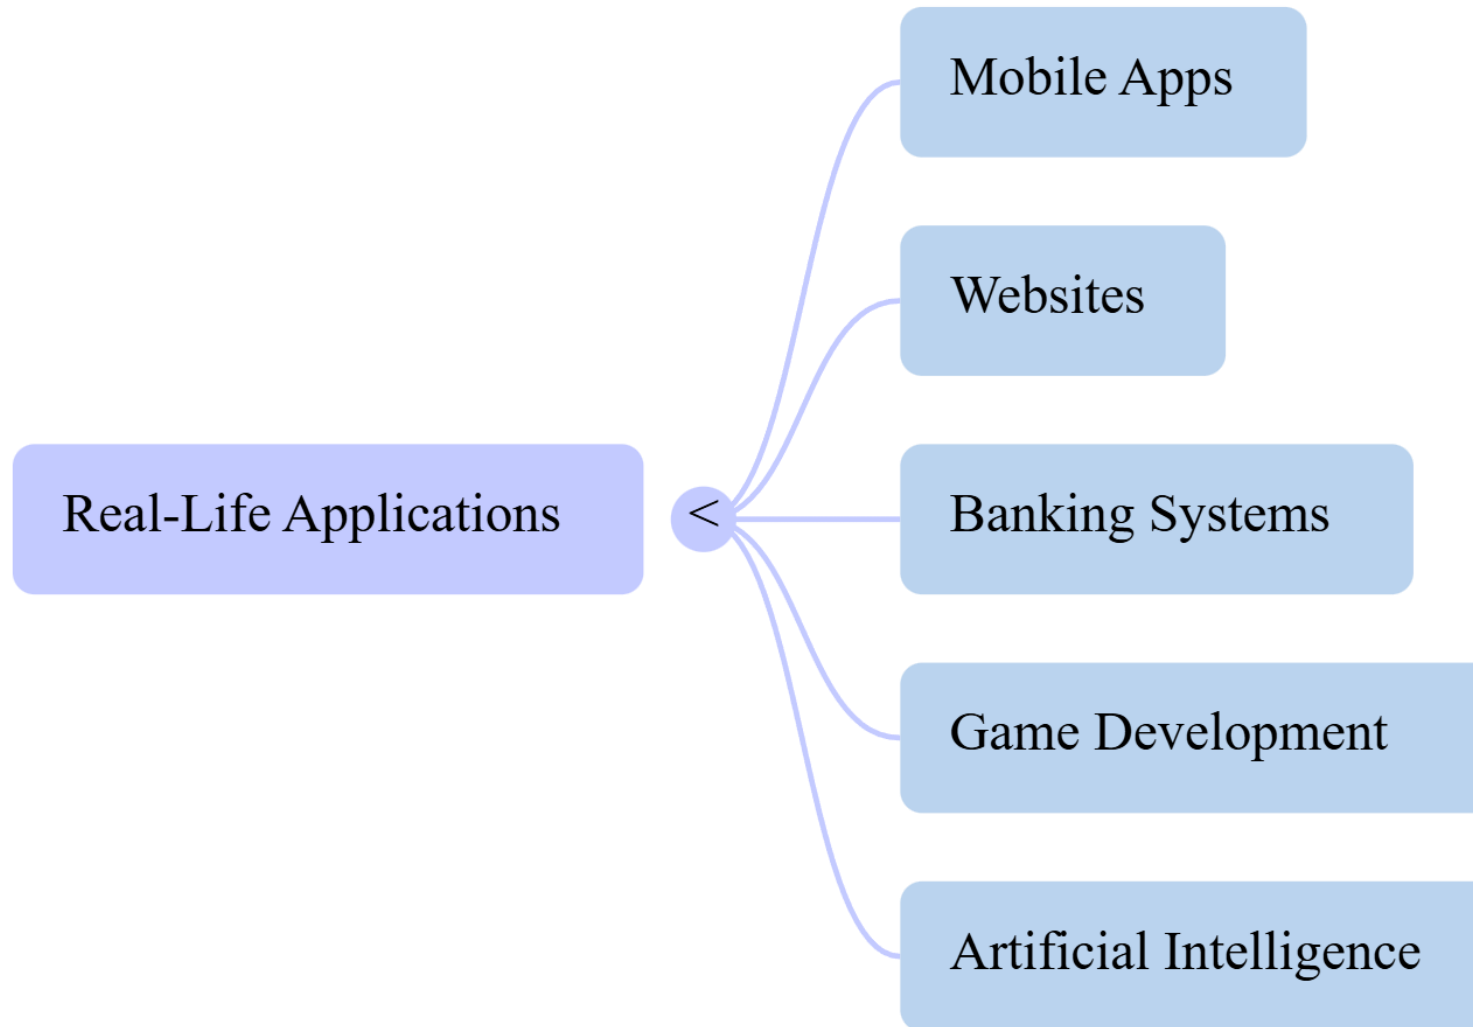 Mobile Apps
Websites
Real-Life Applications
<
Banking Systems
Game Development
Artificial Intelligence